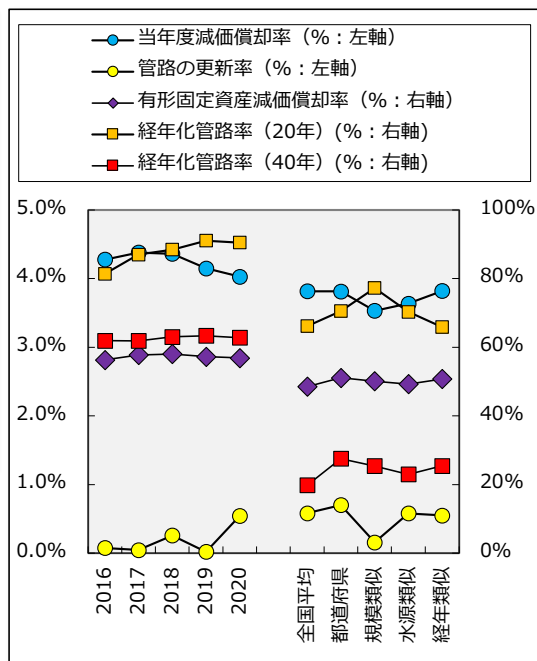 当年度減価償却率（%：左軸）
管路の更新率（%：左軸）
有形固定資産減価償却率（%：右軸）
経年化管路率（20年）(%：右軸)
経年化管路率（40年）(%：右軸)
5.0% 100%
4.0% 80%
3.0% 60%
2.0% 40%
1.0% 20%
0.0% 0%
2016
2017
2018
2019
2020
全国平均
都道府県
規模類似
水源類似
経年類似